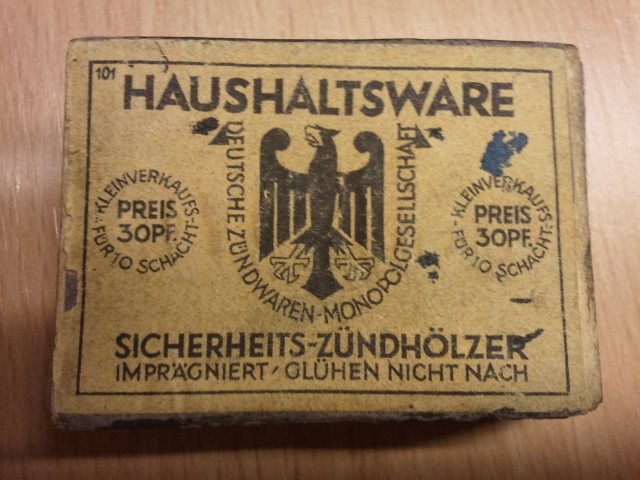 101
HAUSHALTSWARE
DEUTSCHE ZÜNDWAREN-MONOPOLGESELLSCHAFT
·KLEINVERKAUFS·
PREIS
30PF.
FÜR 10 SCHACHT.
·KLEINVERKAUFS·
PREIS
30PF.
FÜR 10 SCHACHT.
SICHERHEITS-ZÜNDHÖLZER
IMPRÄGNIERT/GLÜHEN NICHT NACH